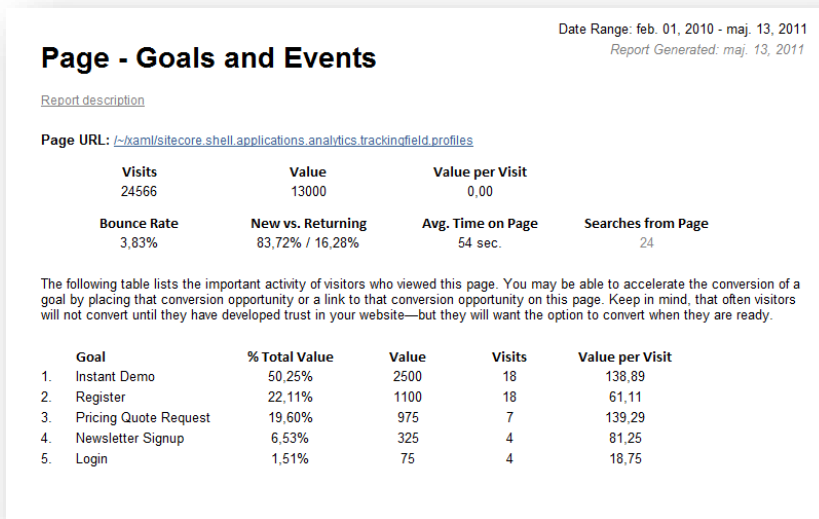 Date Range: feb. 01, 2010 - maj. 13, 2011
Page - Goals and Events
Report Generated: maj. 13, 2011
Report description
Page URL: /~/xaml/sitecore.shell.applications.analytics.trackingfield.profiles
Visits Value Value per Visit
24566 13000 0,00
Bounce Rate New vs. Returning Avg. Time on Page Searches from Page
3,83% 83,72% / 16,28% 54 sec. 24
The following table lists the important activity of visitors who viewed this page. You may be able to accelerate the conversion of a
goal by placing that conversion opportunity or a link to that conversion opportunity on this page. Keep in mind, that often visitors
will not convert until they have developed trust in your website—but they will want the option to convert when they are ready.
Goal % Total Value Value Visits Value per Visit
1. Instant Demo 50,25% 2500 18 138,89
2. Register 22,11% 1100 18 61,11
3. Pricing Quote Request 19,60% 975 7 139,29
4. Newsletter Signup 6,53% 325 4 81,25
5. Login 1,51% 75 4 18,75